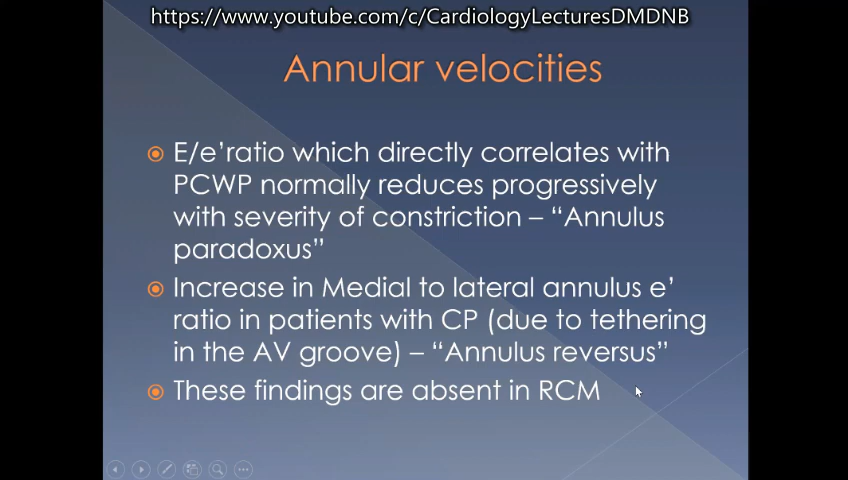 https://www.youtube.com/c/CardiologyLecturesDMDNB
Annular velocities
E/e’ratio which directly correlates with
PCWP normally reduces progressively
with severity of constriction – “Annulus
paradoxus”
Increase in Medial to lateral annulus e’
ratio in patients with CP (due to tethering
in the AV groove) – “Annulus reversus”
These findings are absent in RCM